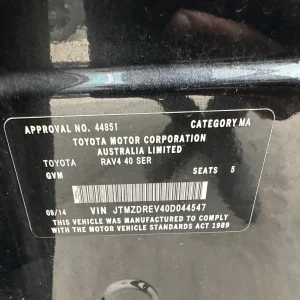 APPROVAL NO. 44851 CATEGORY MA
TOYOTA MOTOR CORPORATION
AUSTRALIA LIMITED
TOYOTA RAV4 40 SER
GVM SEATS 5
09/14 VIN JTMZDREV40D044547
THIS VEHICLE WAS MANUFACTURED TO COMPLY
WITH THE MOTOR VEHICLE STANDARDS ACT 1989